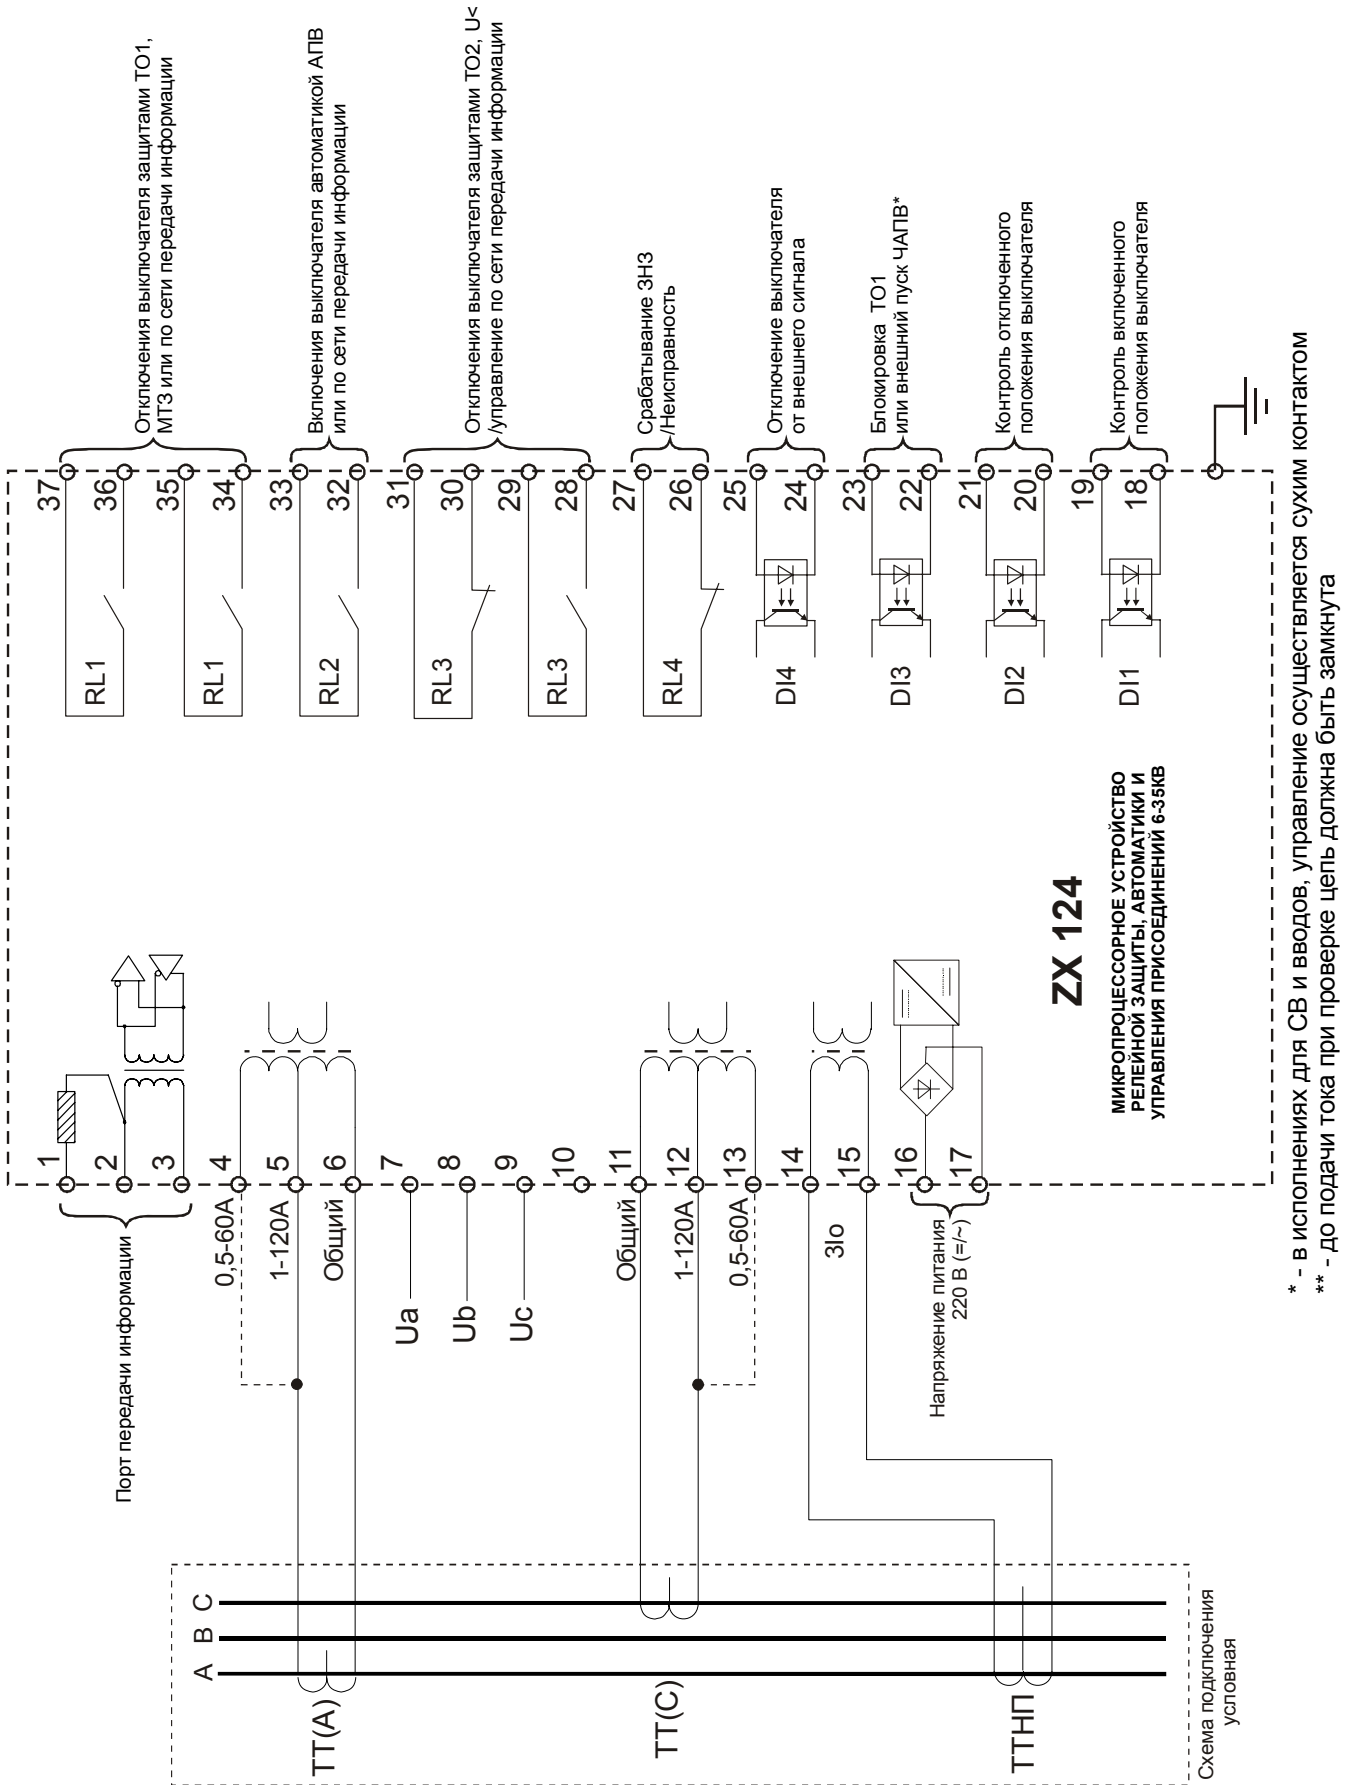 Отключения выключателя защитами ТО1,
МТЗ или по сети передачи информации
Включения выключателя автоматикой АПВ
или по сети передачи информации
Отключения выключателя защитами ТО2, U<
/управление по сети передачи информации
Срабатывание ЗНЗ
/Неисправность
Отключение выключателя
от внешнего сигнала
Блокировка ТО1
или внешний пуск ЧАПВ*
Контроль отключенного
положения выключателя
Контроль включенного
положения выключателя
37
36
35
34
33
32
31
30
29
28
27
26
25
24
23
22
21
20
19
18
RL1
RL1
RL2
RL3
RL3
RL4
DI4
DI3
DI2
DI1
ZX 124
МИКРОПРОЦЕССОРНОЕ УСТРОЙСТВО
РЕЛЕЙНОЙ ЗАЩИТЫ, АВТОМАТИКИ И
УПРАВЛЕНИЯ ПРИСОЕДИНЕНИЙ 6-35КВ
1
2
3
4
5
6
7
8
9
10
11
12
13
14
15
16
17
Порт передачи информации
0,5-60А
1-120А
Общий
Ua
Ub
Uc
Общий
1-120А
0,5-60А
3Io
Напряжение питания
220 В (=/~)
A
B
C
ТТ(А)
ТТ(С)
ТТНП
Схема подключения
условная
* - в исполнениях для СВ и вводов, управление осуществляется сухим контактом
** - до подачи тока при проверке цепь должна быть замкнута